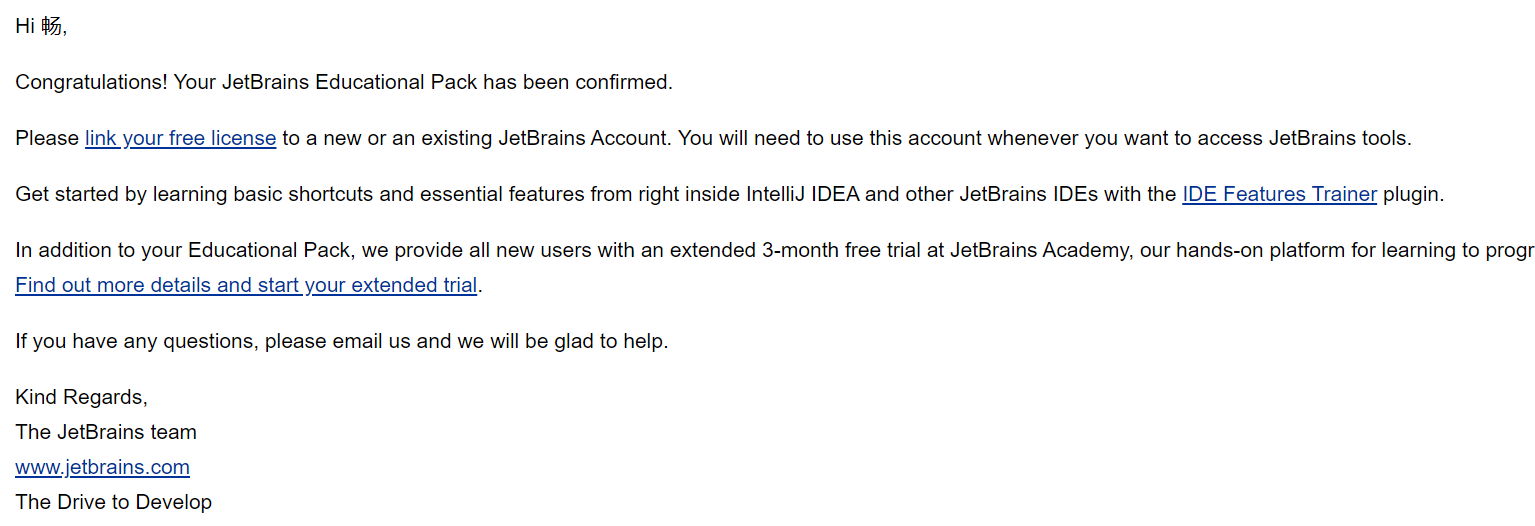 Hi 畅,
Congratulations! Your JetBrains Educational Pack has been confirmed.
Please link your free license to a new or an existing JetBrains Account. You will need to use this account whenever you want to access JetBrains tools.
Get started by learning basic shortcuts and essential features from right inside IntelliJ IDEA and other JetBrains IDEs with the IDE Features Trainer plugin.
In addition to your Educational Pack, we provide all new users with an extended 3-month free trial at JetBrains Academy, our hands-on platform for learning to progr
Find out more details and start your extended trial.
If you have any questions, please email us and we will be glad to help.
Kind Regards,
The JetBrains team
www.jetbrains.com
The Drive to Develop